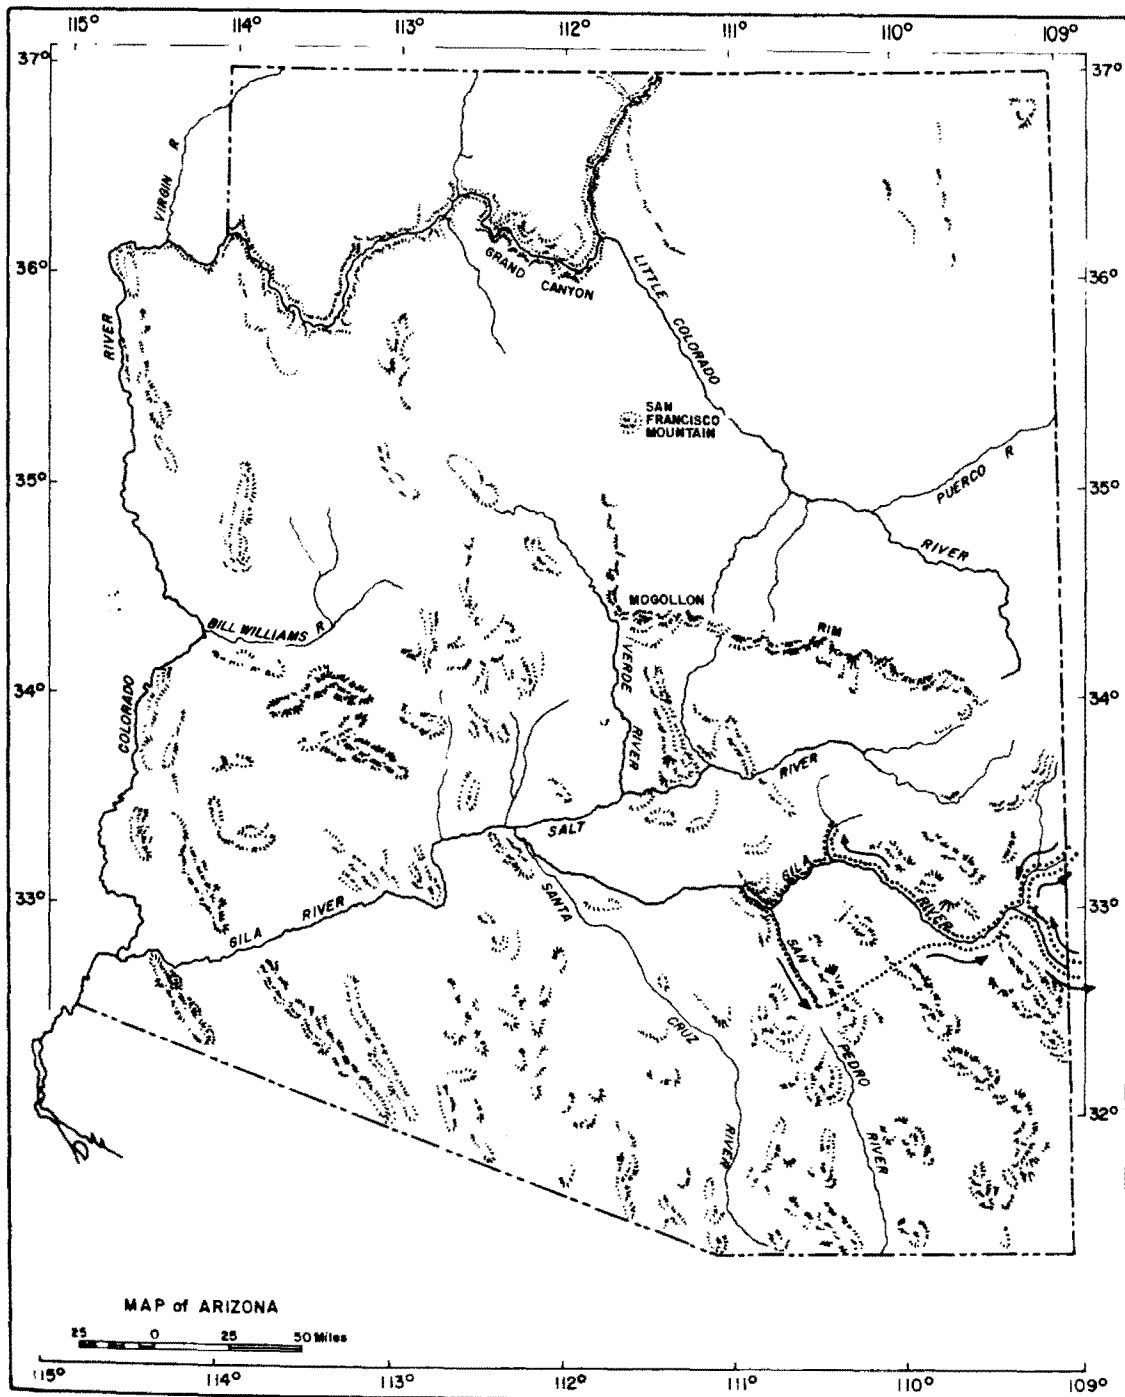 115° 114° 113° 112° 111° 110° 109°
37° 37°
VIRGIN R
36° 36°
GRAND
CANYON
LITTLE
COLORADO
RIVER
SAN
FRANCISCO
MOUNTAIN
35° 35°
PUERCO R
RIVER
MOGOLLON
RIM
BILL WILLIAMS R
VERDE
RIVER
34° 34°
COLORADO
RIVER
SALT
GILA
RIVER
33° 33°
GILA RIVER
SANTA
CRUZ
RIVER
SAN
PEDRO
RIVER
32°
MAP of ARIZONA
25 0 25 50 Miles
115° 114° 113° 112° 111° 110° 109°